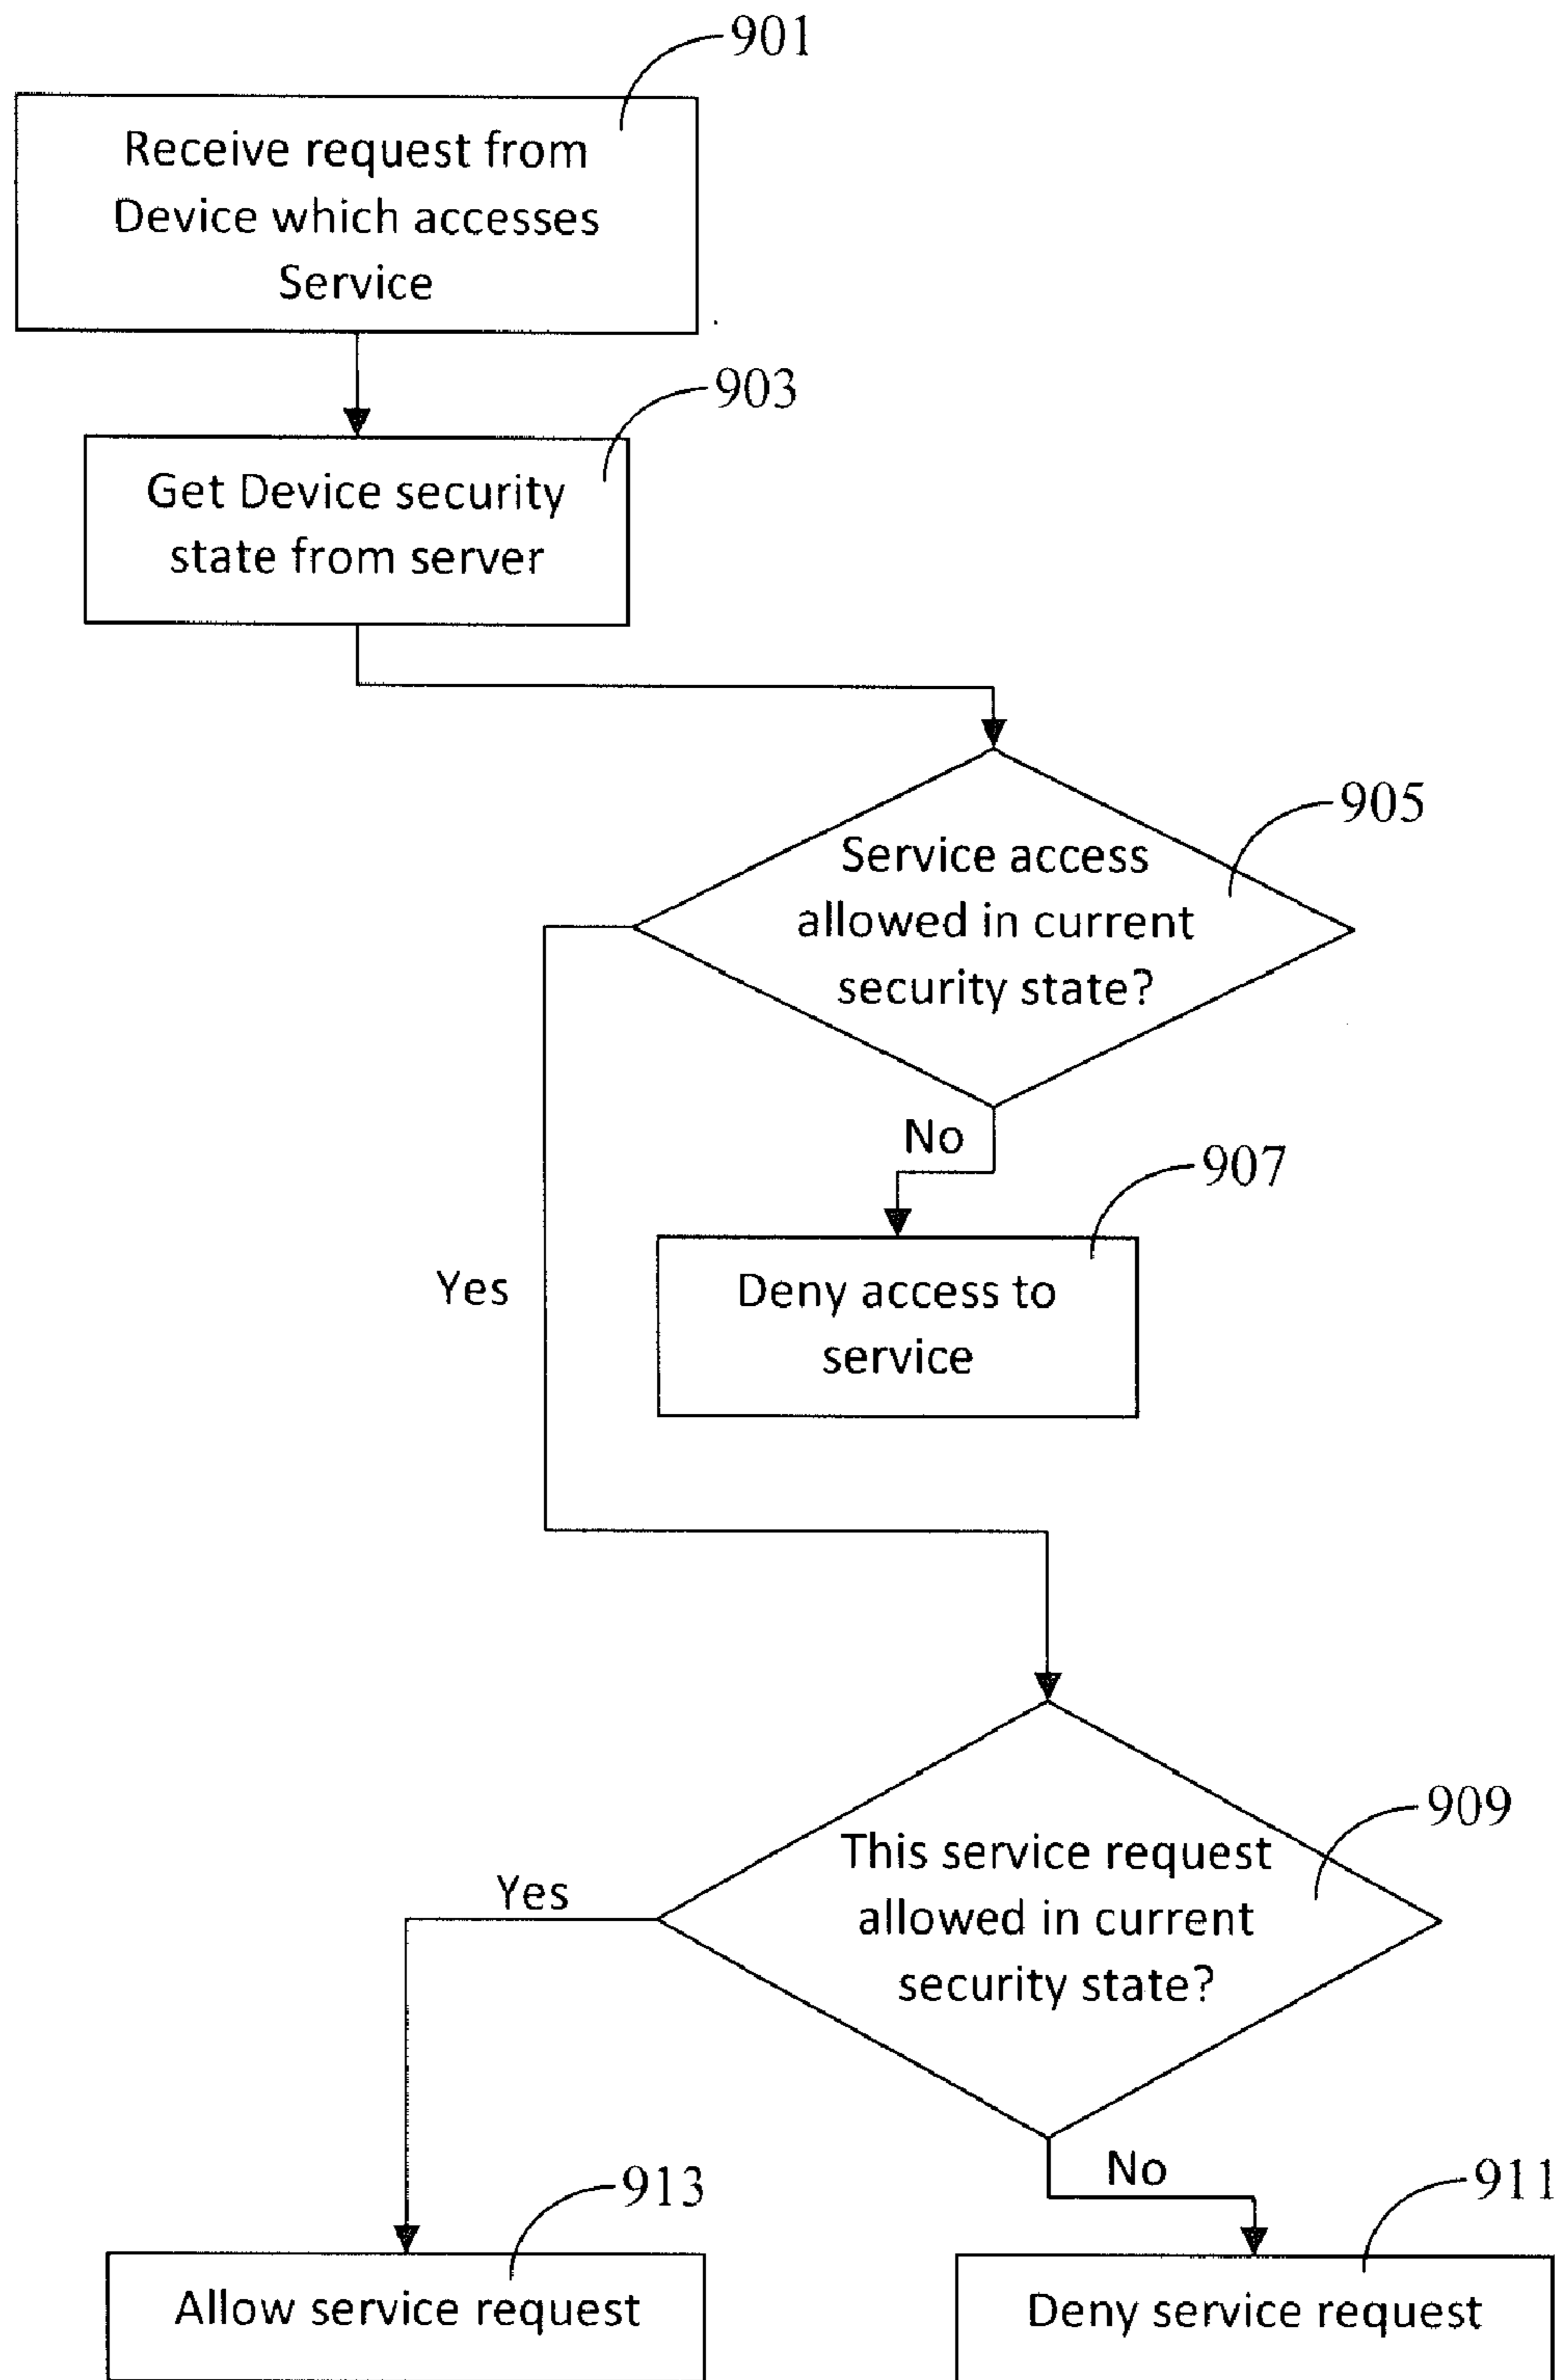 901
Receive request from
Device which accesses
Service
903
Get Device security
state from server
905
Service access
allowed in current
security state?
No
907
Yes
Deny access to
service
909
This service request
allowed in current
security state?
Yes
No
913
911
Allow service request
Deny service request